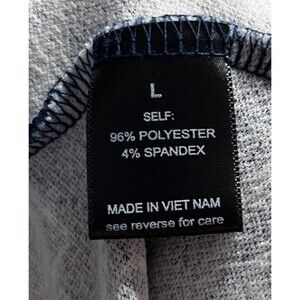 L
SELF:
96% POLYESTER
4% SPANDEX
MADE IN VIET NAM
see reverse for care